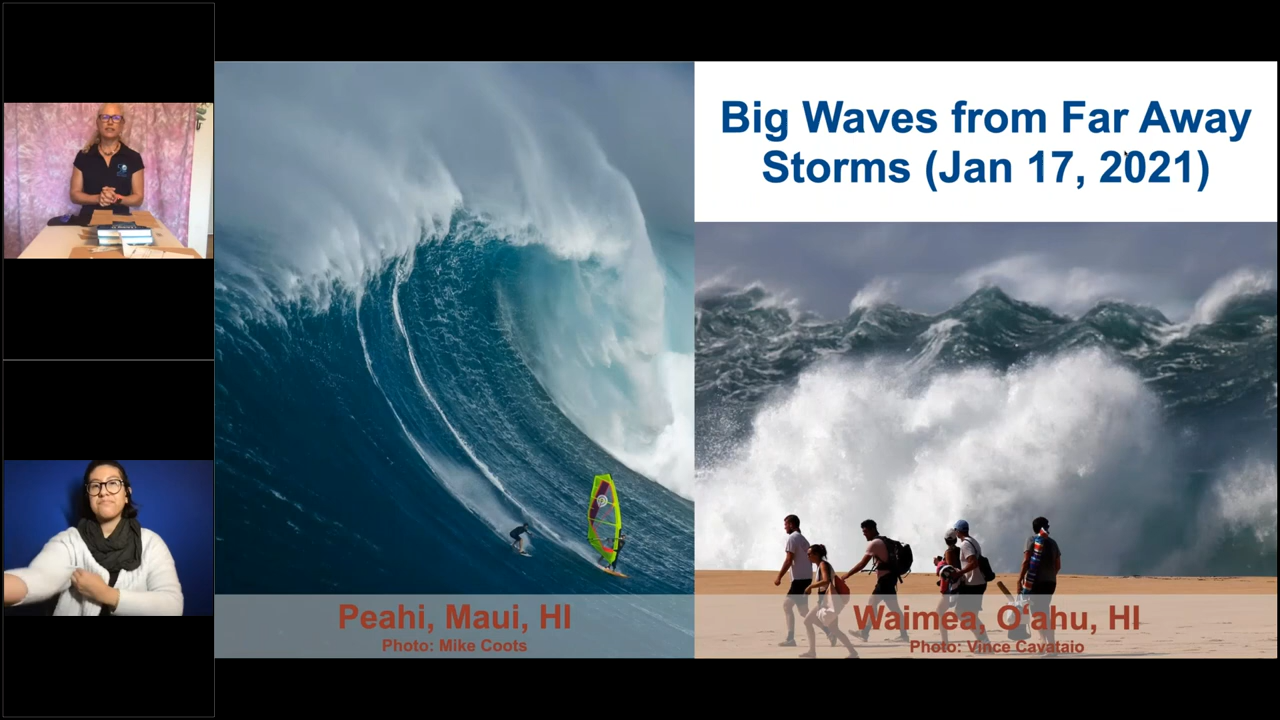 Big Waves from Far Away
Storms (Jan 17, 2021)
Peahi, Maui, HI
Photo: Mike Coots
Waimea, Oʻahu, HI
Photo: Vince Cavataio